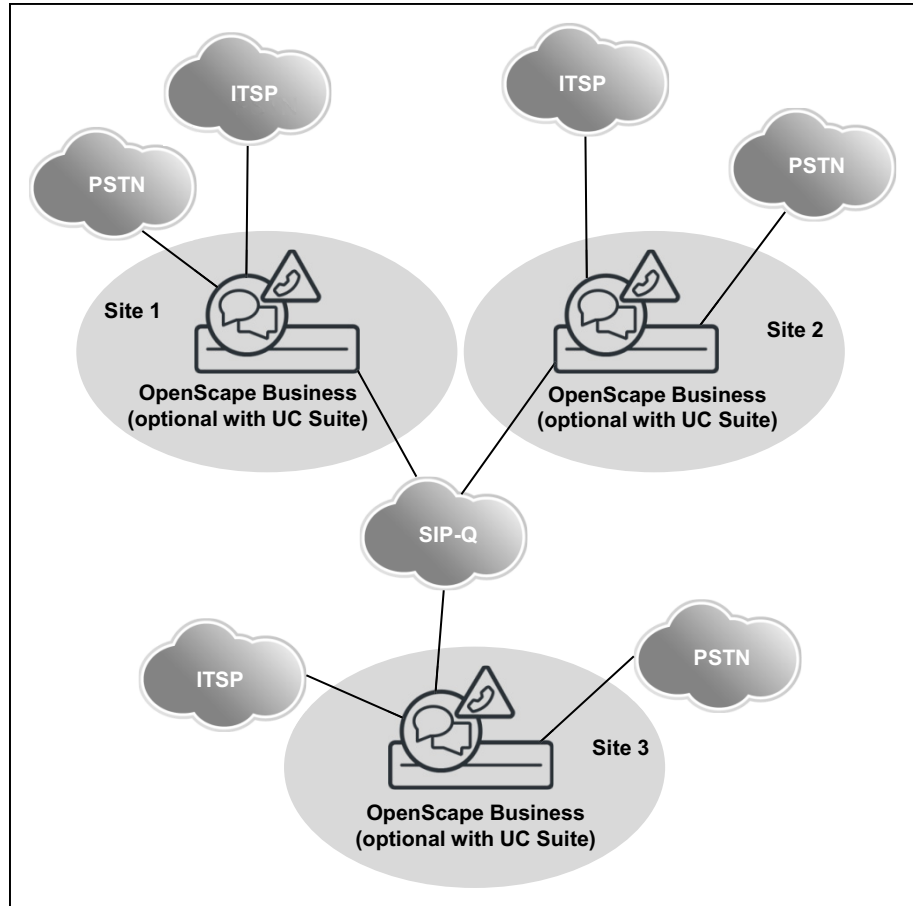 ITSP
ITSP
PSTN
PSTN
Site 1
OpenScape Business
(optional with UC Suite)
Site 2
OpenScape Business
(optional with UC Suite)
SIP-Q
ITSP
PSTN
Site 3
OpenScape Business
(optional with UC Suite)